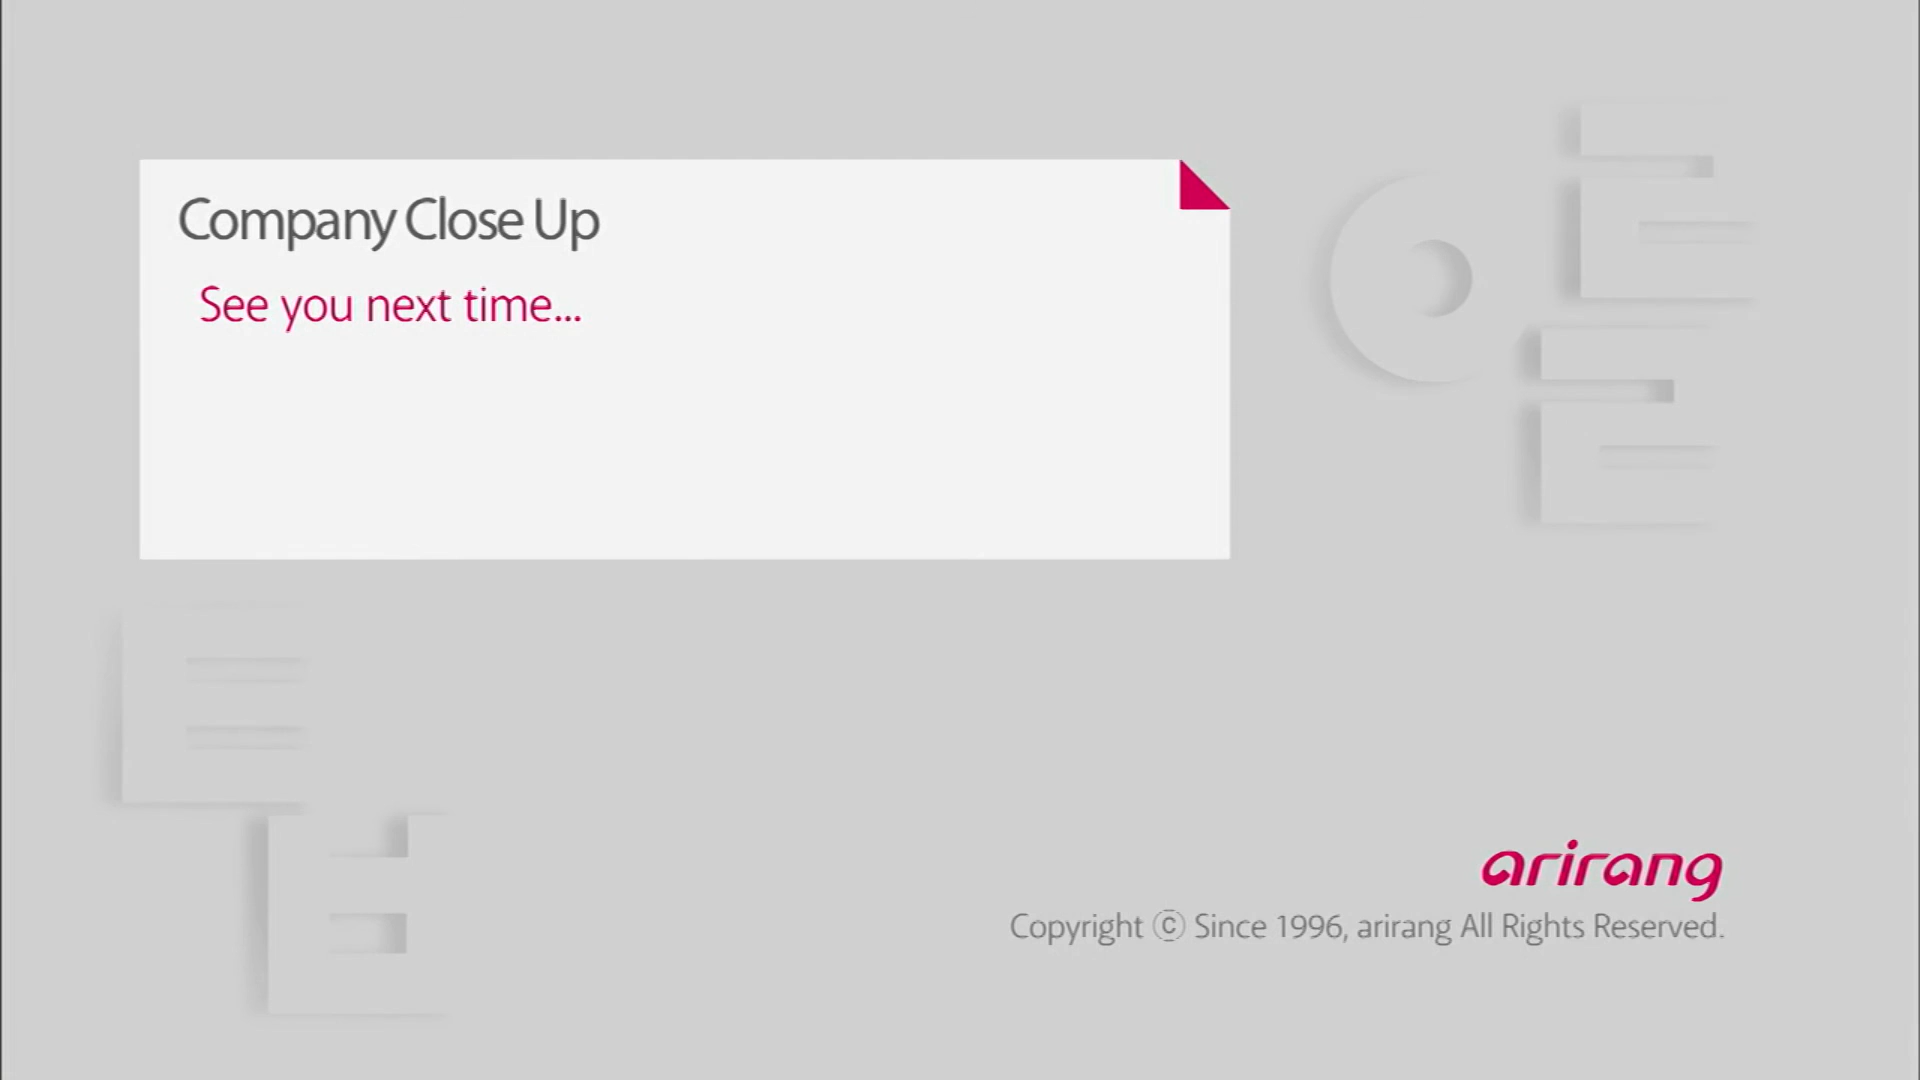 Company Close Up
See you next time...
arirang
Copyright ⓒ Since 1996, arirang All Rights Reserved.